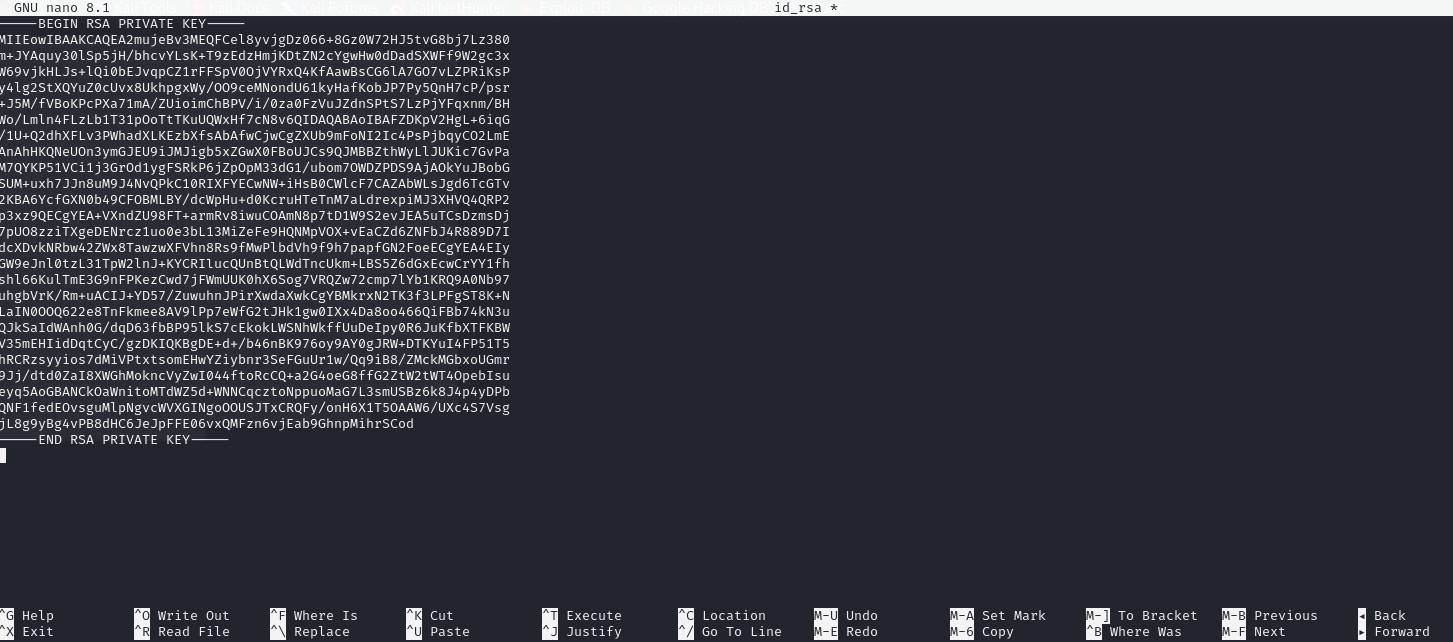 GNU nano 8.1 Kali Tools Kali Docs Kali Forums Kali NetHunter Exploit-DB Google Hacking DB id_rsa *
-----BEGIN RSA PRIVATE KEY-----
MIIEowIBAAKCAQEA2mujeBv3MEQFCel8yvjgDz066+8Gz0W72HJ5tvG8bj7Lz380
m+JYAquy30lSp5jH/bhcvYLsK+T9zEdzHmjKDtZN2cYgwHw0dDadSXWFf9W2gc3x
W69vjkHLJs+lQi0bEJvqpCZ1rFFSpV0OjVYRxQ4KfAawBsCG6lA7GO7vLZPRiKsP
y4lg2StXQYuZ0cUvx8UkhpgxWy/OO9ceMNondU61kyHafKobJP7Py5QnH7cP/psr
+J5M/fVBoKPcPXa71mA/ZUioimChBPV/i/0za0FzVuJZdnSPtS7LzPjYFqxnm/BH
Wo/Lmln4FLzLb1T31pOoTtTKuUQWxHf7cN8v6QIDAQABAoIBAFZDKpV2HgL+6iqG
/1U+Q2dhXFLv3PWhadXLKEzbXfsAbAfwCjwCgZXUb9mFoNI2Ic4PsPjbqyCO2LmE
AnAhHKQNeUOn3ymGJEU9iJMJigb5xZGwX0FBoUJCs9QJMBBZthWyLlJUKic7GvPa
M7QYKP51VCi1j3GrOd1ygFSRkP6jZpOpM33dG1/ubom7OWDZPDS9AjAOkYuJBobG
SUM+uxh7JJn8uM9J4NvQPkC10RIXFYECwNW+iHsB0CWlcF7CAZAbWLsJgd6TcGTv
2KBA6YcfGXN0b49CFOBMLBY/dcWpHu+d0KcruHTeTnM7aLdrexpiMJ3XHVQ4QRP2
p3xz9QECgYEA+VXndZU98FT+armRv8iwuCOAmN8p7tD1W9S2evJEA5uTCsDzmsDj
7pUO8zziTXgeDENrcz1uo0e3bL13MiZeFe9HQNMpVOX+vEaCZd6ZNFbJ4R889D7I
dcXDvkNRbw42ZWx8TawzwXFVhn8Rs9fMwPlbdVh9f9h7papfGN2FoeECgYEA4EIy
GW9eJnl0tzL31TpW2lnJ+KYCRIlucQUnBtQLWdTncUkm+LBS5Z6dGxEcwCrYY1fh
shl66KulTmE3G9nFPKezCwd7jFWmUUK0hX6Sog7VRQZw72cmp7lYb1KRQ9A0Nb97
uhgbVrK/Rm+uACIJ+YD57/ZuwuhnJPirXwdaXwkCgYBMkrxN2TK3f3LPFgST8K+N
LaIN0OOQ622e8TnFkmee8AV9lPp7eWfG2tJHk1gw0IXx4Da8oo466QiFBb74kN3u
QJkSaIdWAnh0G/dqD63fbBP95lkS7cEkokLWSNhWkffUuDeIpy0R6JuKfbXTFKBW
V35mEHIidDqtCyC/gzDKIQKBgDE+d+/b46nBK976oy9AY0gJRW+DTKYuI4FP51T5
hRCRzsyyios7dMiVPtxtsomEHwYZiybnr3SeFGuUr1w/Qq9iB8/ZMckMGbxoUGmr
9Jj/dtd0ZaI8XWGhMokncVyZwI044ftoRcCQ+a2G4oeG8ffG2ZtW2tWT4OpebIsu
eyq5AoGBANCkOaWnitoMTdWZ5d+WNNCqcztoNppuoMaG7L3smUSBz6k8J4p4yDPb
QNF1fedEOvsguMlpNgvcWVXGINgoOOUSJTxCRQFy/onH6X1T5OAAW6/UXc4S7Vsg
jL8g9yBg4vPB8dHC6JeJpFFE06vxQMFzn6vjEab9GhnpMihrSCod
-----END RSA PRIVATE KEY-----
^G Help ^O Write Out ^F Where Is ^K Cut ^T Execute ^C Location M-U Undo M-A Set Mark M-] To Bracket M-B Previous ◂ Back
^X Exit ^R Read File ^\ Replace ^U Paste ^J Justify ^/ Go To Line M-E Redo M-6 Copy ^B Where Was M-F Next ▸ Forward